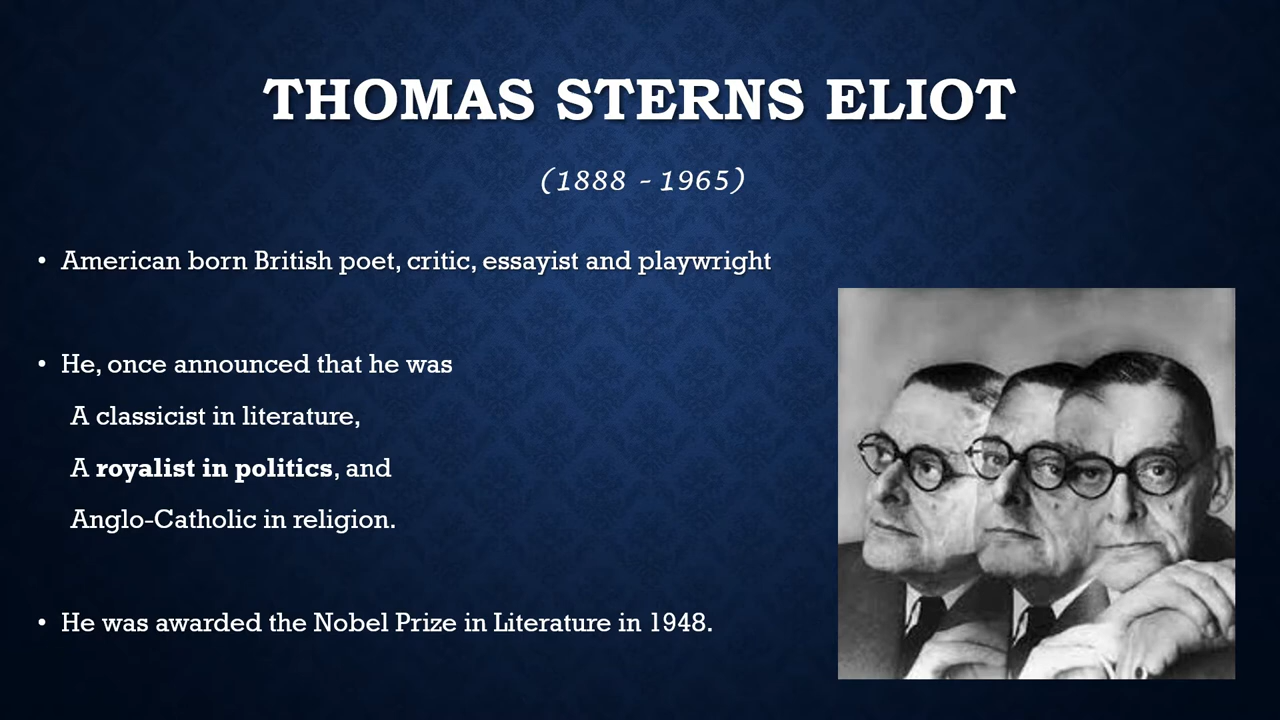 THOMAS STERNS ELIOT
(1888 - 1965)
• American born British poet, critic, essayist and playwright
• He, once announced that he was
A classicist in literature,
A royalist in politics, and
Anglo-Catholic in religion.
• He was awarded the Nobel Prize in Literature in 1948.